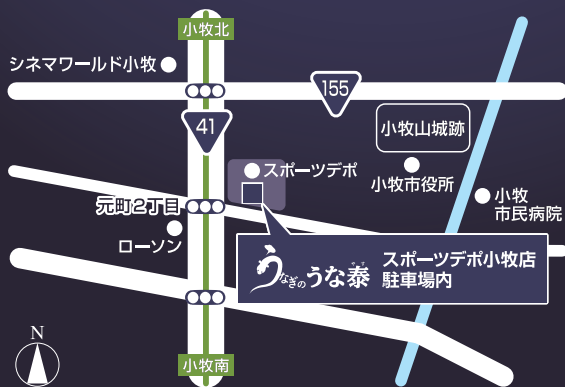 小牧北
シネマワールド小牧
155
41
小牧山城跡
スポーツデポ
小牧市役所
小牧
市民病院
元町2丁目
ローソン
うなぎのうな泰
やす
スポーツデポ小牧店
駐車場内
N
小牧南